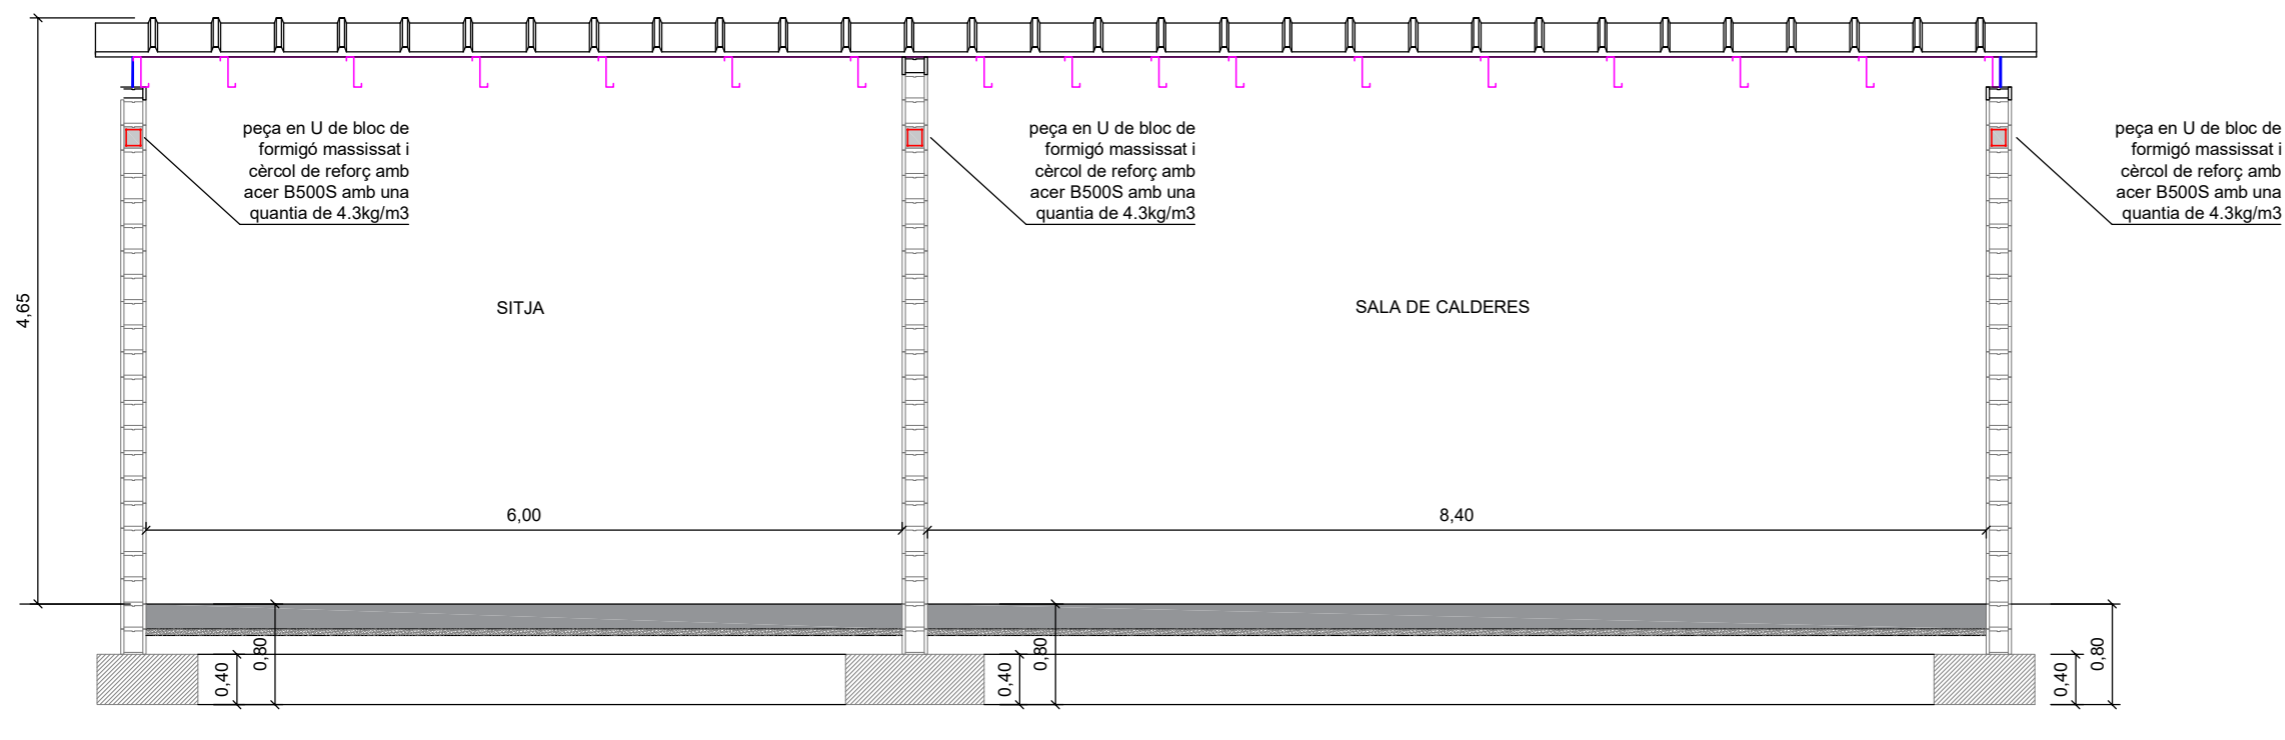 peça en U de bloc de
formigó massissat i
cèrcol de reforç amb
acer B500S amb una
quantia de 4.3kg/m3
peça en U de bloc de
formigó massissat i
cèrcol de reforç amb
acer B500S amb una
quantia de 4.3kg/m3
peça en U de bloc de
formigó massissat i
cèrcol de reforç amb
acer B500S amb una
quantia de 4.3kg/m3
4,65
SITJA
SALA DE CALDERES
6,00
8,40
0,40
0,80
0,40
0,80
0,40
0,80